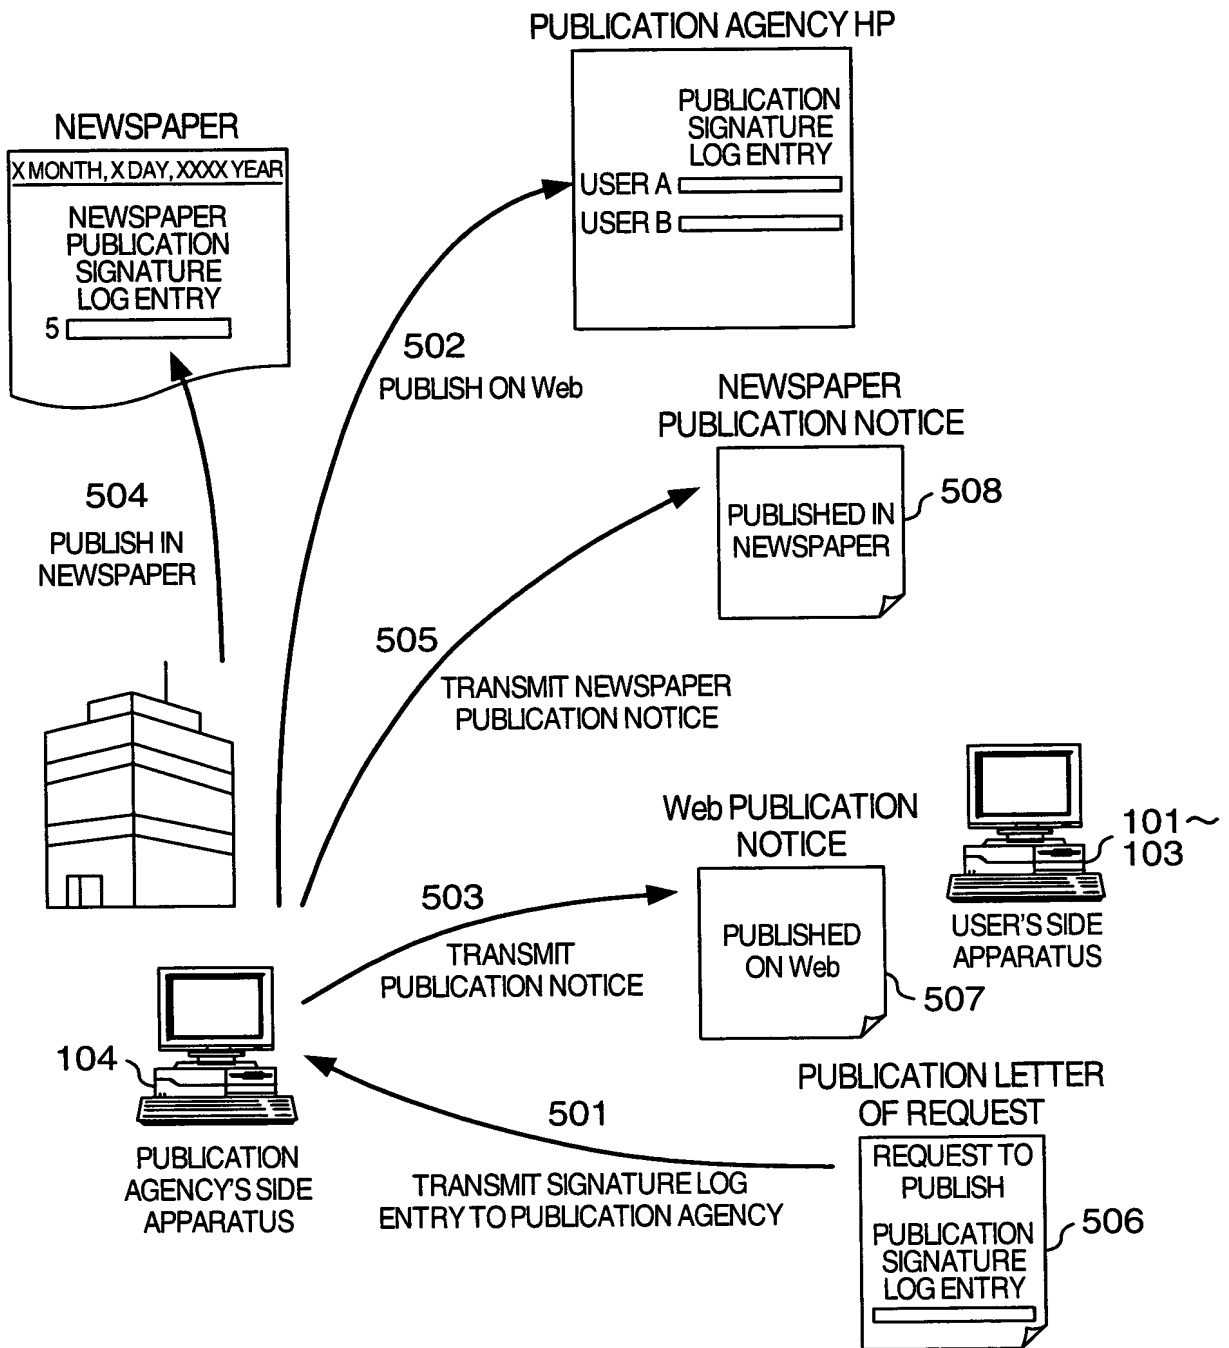 PUBLICATION AGENCY HP
PUBLICATION
SIGNATURE
LOG ENTRY
USER A
USER B
NEWSPAPER
X MONTH, X DAY, XXXX YEAR
NEWSPAPER
PUBLICATION
SIGNATURE
LOG ENTRY
5
502
PUBLISH ON Web
NEWSPAPER
PUBLICATION NOTICE
PUBLISHED IN
NEWSPAPER
508
504
PUBLISH IN
NEWSPAPER
505
TRANSMIT NEWSPAPER
PUBLICATION NOTICE
Web PUBLICATION
NOTICE
PUBLISHED
ON Web
507
101~
103
USER'S SIDE
APPARATUS
503
TRANSMIT
PUBLICATION NOTICE
104
PUBLICATION
AGENCY'S SIDE
APPARATUS
501
TRANSMIT SIGNATURE LOG
ENTRY TO PUBLICATION AGENCY
PUBLICATION LETTER
OF REQUEST
REQUEST TO
PUBLISH
PUBLICATION
SIGNATURE
LOG ENTRY
506